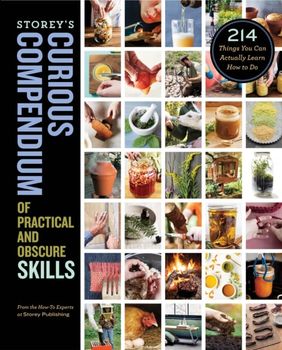 STOREY'S
CURIOUS
COMPENDIUM
OF
PRACTICAL
AND
OBSCURE
SKILLS
From the How-To Experts
at Storey Publishing
214
Things You Can
Actually Learn
How to Do